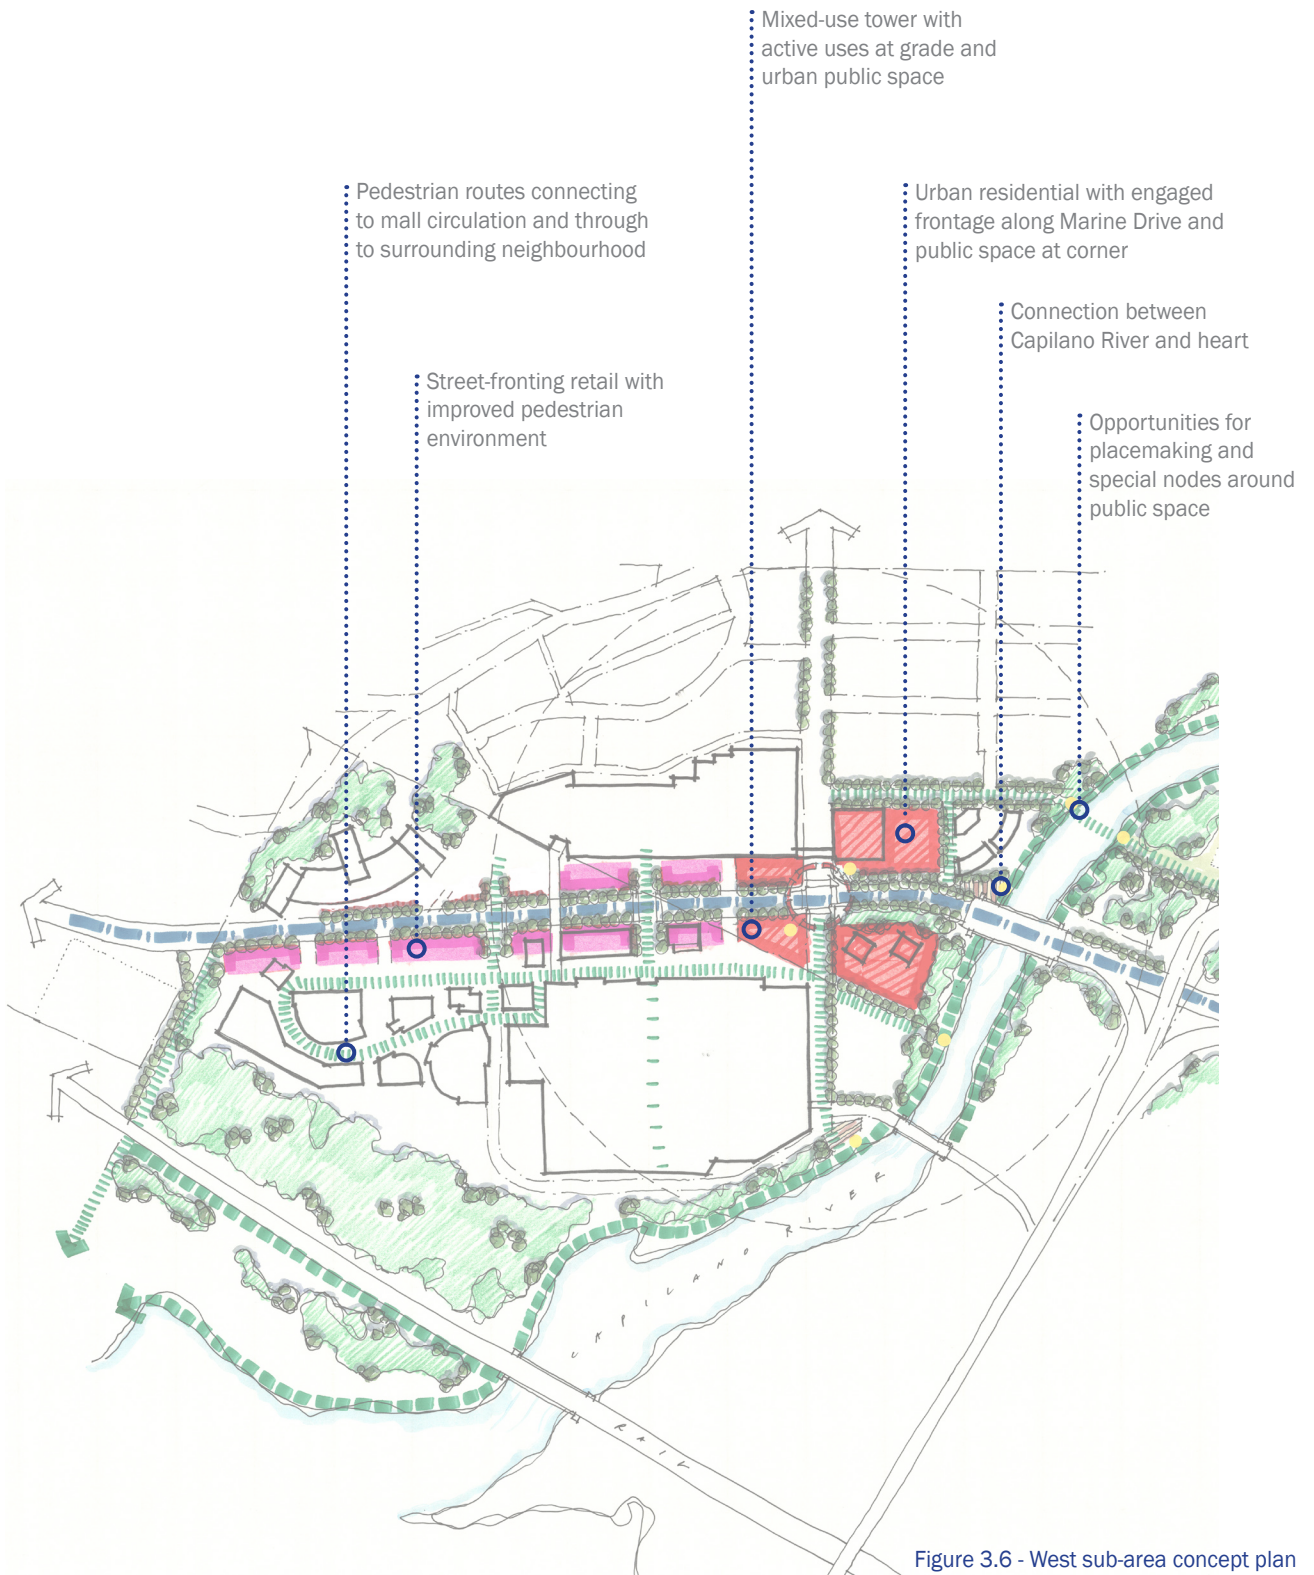 Mixed-use tower with
active uses at grade and
urban public space
Pedestrian routes connecting
to mall circulation and through
to surrounding neighbourhood
Urban residential with engaged
frontage along Marine Drive and
public space at corner
Connection between
Capilano River and heart
Street-fronting retail with
improved pedestrian
environment
Opportunities for
placemaking and
special nodes around
public space
CAPILANO RIVER
RAIL
Figure 3.6 - West sub-area concept plan